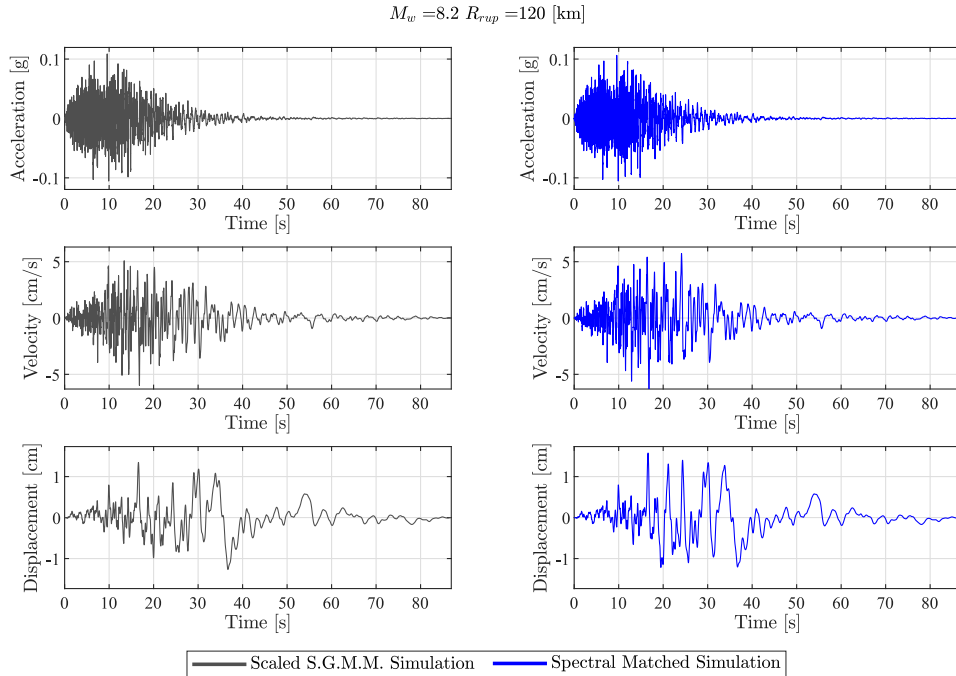 M_w =8.2 R_rup =120 [km]
Acceleration [g]
0.1
0
-0.1
0 10 20 30 40 50 60 70 80
Time [s]
Acceleration [g]
0.1
0
-0.1
0 10 20 30 40 50 60 70 80
Time [s]
Velocity [cm/s]
5
0
-5
0 10 20 30 40 50 60 70 80
Time [s]
Velocity [cm/s]
5
0
-5
0 10 20 30 40 50 60 70 80
Time [s]
Displacement [cm]
1
0
-1
0 10 20 30 40 50 60 70 80
Time [s]
Displacement [cm]
1
0
-1
0 10 20 30 40 50 60 70 80
Time [s]
Scaled S.G.M.M. Simulation Spectral Matched Simulation